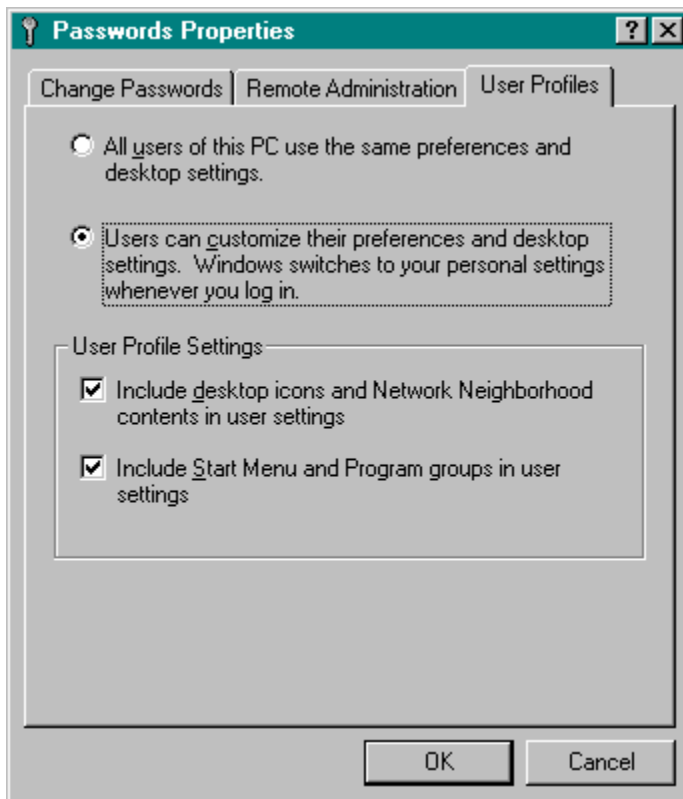 Passwords Properties
Change Passwords
Remote Administration
User Profiles
All users of this PC use the same preferences and
desktop settings.
Users can customize their preferences and desktop
settings. Windows switches to your personal settings
whenever you log in.
User Profile Settings
Include desktop icons and Network Neighborhood
contents in user settings
Include Start Menu and Program groups in user
settings
OK
Cancel